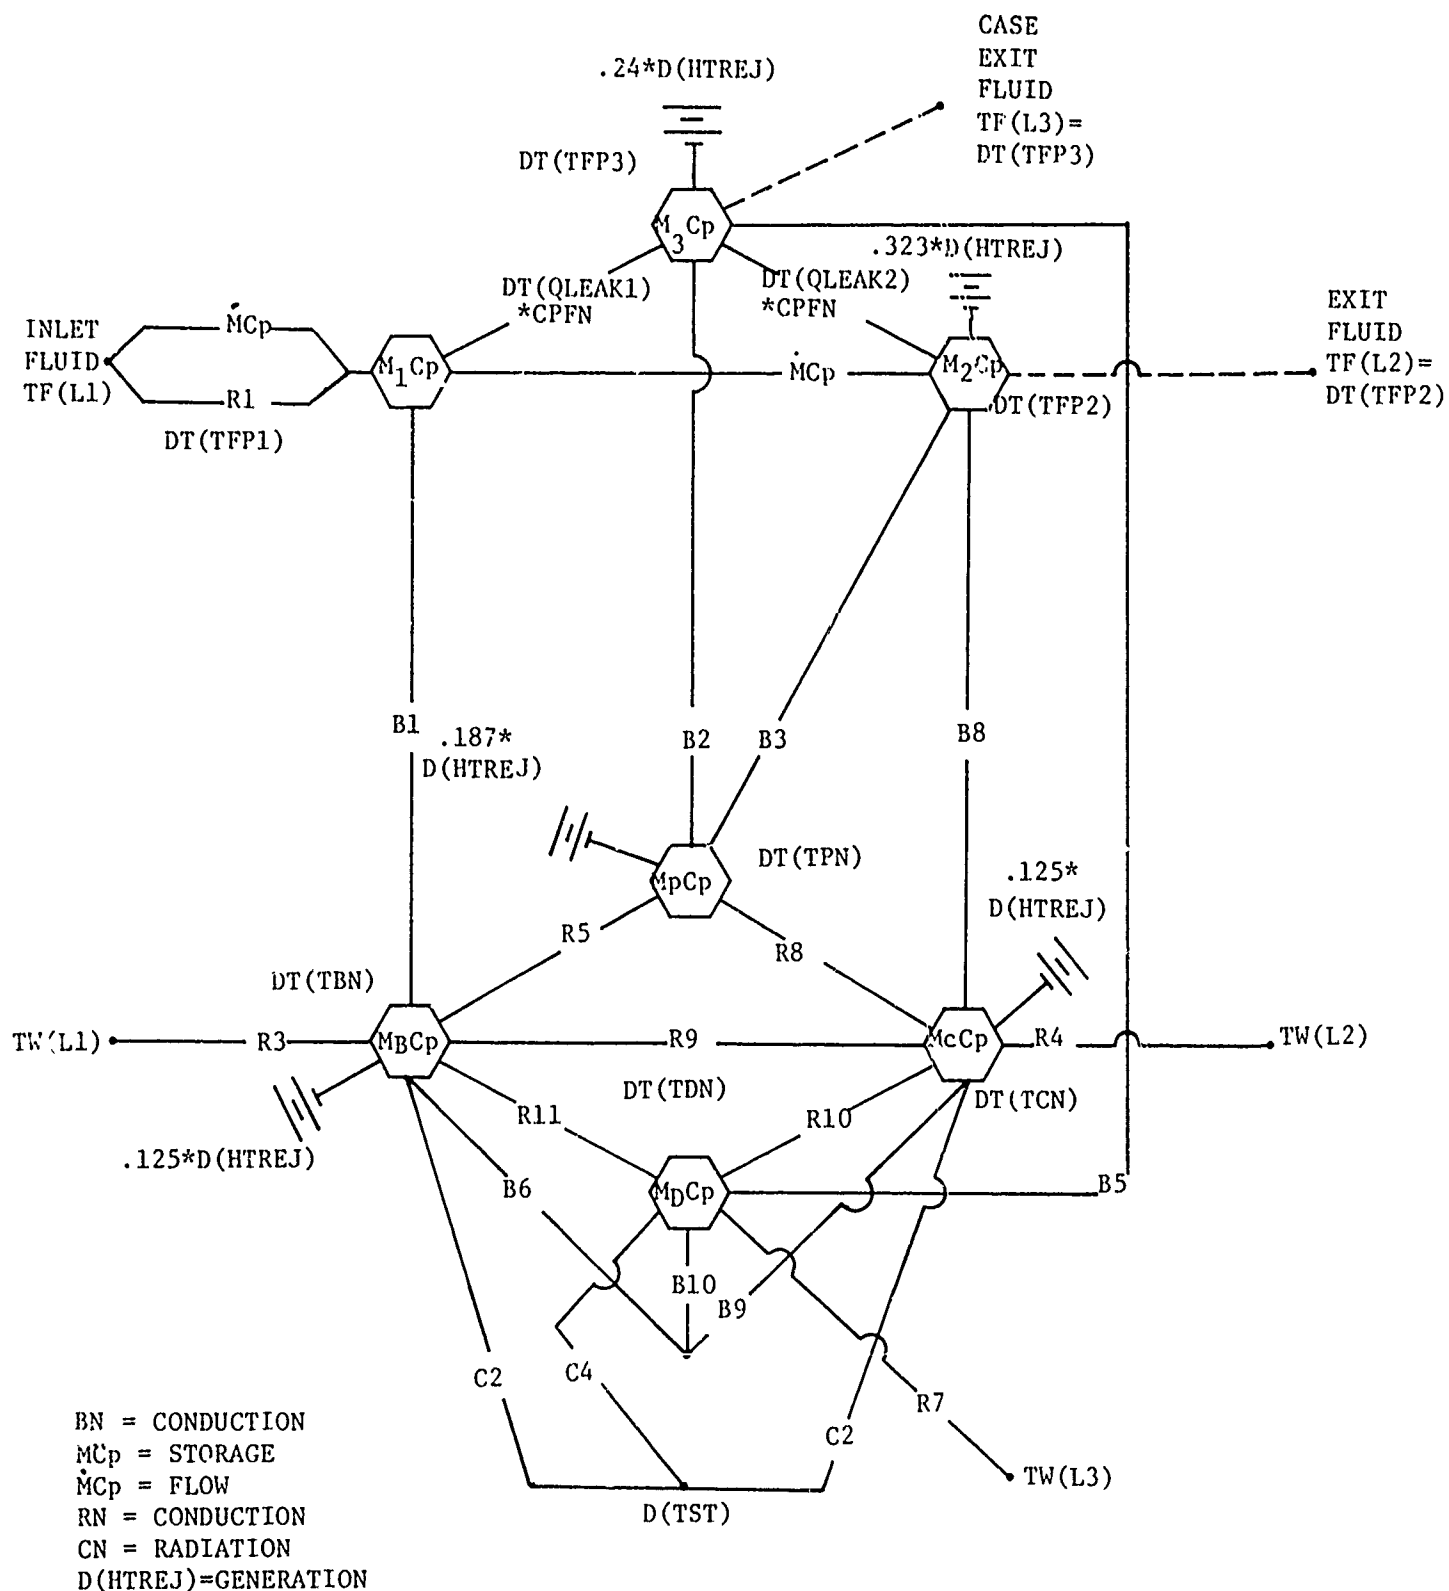 CASE
EXIT
FLUID
TF(L3)=
DT(TFP3)
.24*D(HTREJ)
DT(TFP3)
M3Cp
.323*D(HTREJ)
DT(QLEAK1)
*CPFN
DT(QLEAK2)
*CPFN
INLET
FLUID
TF(L1)
ṀCp
R1
DT(TFP1)
M1Cp
ṀCp
M2Cp
DT(TFP2)
EXIT
FLUID
TF(L2)=
DT(TFP2)
B1
.187*
D(HTREJ)
B2
B3
B8
MpCp
DT(TPN)
.125*
D(HTREJ)
R5
R8
DT(TBN)
TW(L1)
R3
MBCp
R9
McCp
R4
TW(L2)
DT(TDN)
DT(TCN)
R11
R10
.125*D(HTREJ)
B6
MDCp
B5
B10
B9
C2
C4
R7
C2
TW(L3)
D(TST)
BN = CONDUCTION
MCp = STORAGE
ṀCp = FLOW
RN = CONDUCTION
CN = RADIATION
D(HTREJ)=GENERATION